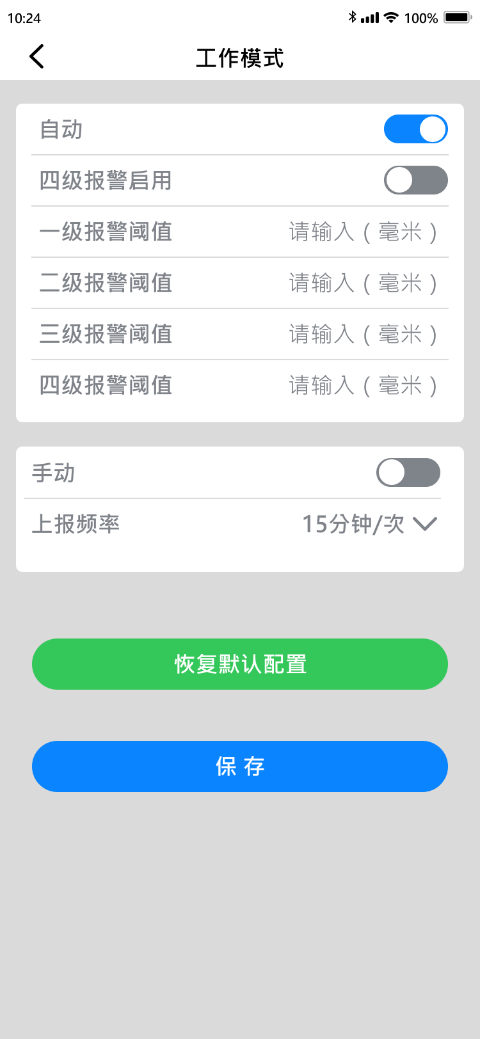 10:24
100%
工作模式
自动
四级报警启用
一级报警阈值 请输入（毫米）
二级报警阈值 请输入（毫米）
三级报警阈值 请输入（毫米）
四级报警阈值 请输入（毫米）
手动
上报频率 15分钟/次
恢复默认配置
保 存